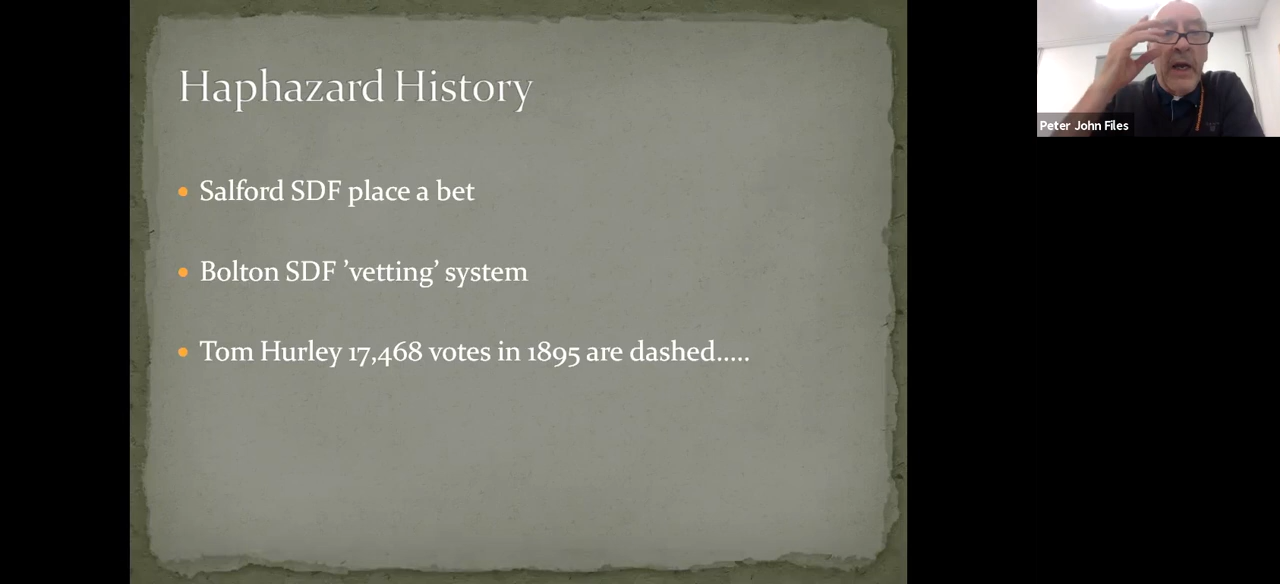 Haphazard History
Salford SDF place a bet
Bolton SDF ’vetting’ system
Tom Hurley 17,468 votes in 1895 are dashed.....
Peter John Files